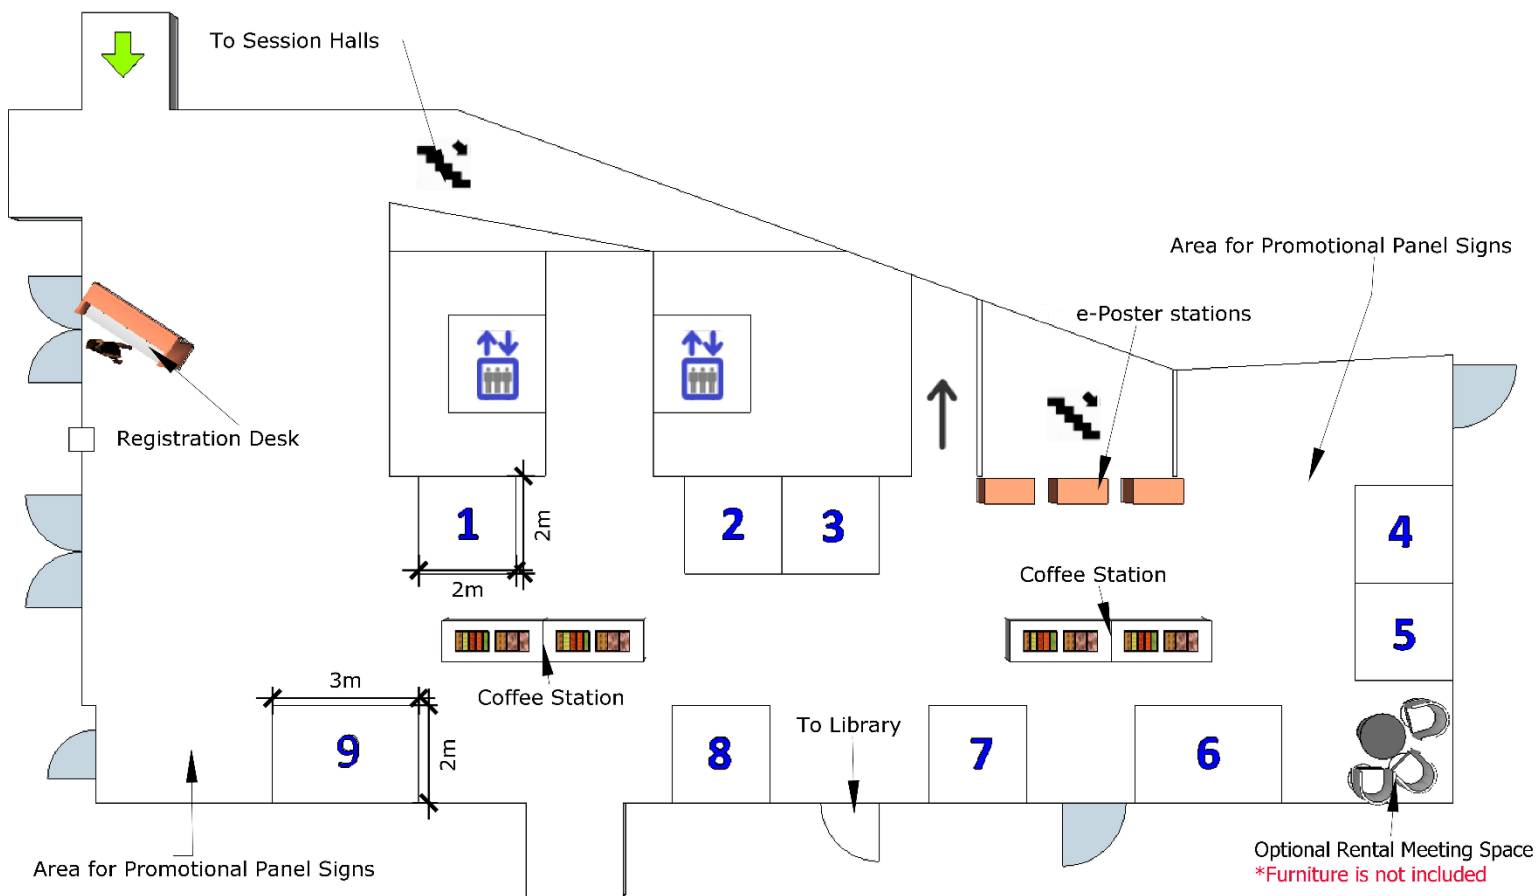 To Session Halls
Area for Promotional Panel Signs
e-Poster stations
Registration Desk
1
2m
2m
2
3
4
Coffee Station
5
3m
Coffee Station
9
2m
8
To Library
7
6
Area for Promotional Panel Signs
Optional Rental Meeting Space
*Furniture is not included